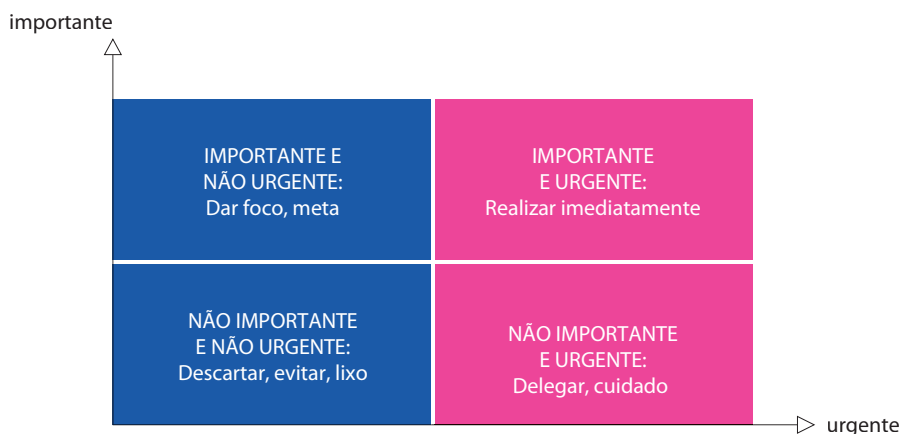 importante
IMPORTANTE E
NÃO URGENTE:
Dar foco, meta
IMPORTANTE
E URGENTE:
Realizar imediatamente
NÃO IMPORTANTE
E NÃO URGENTE:
Descartar, evitar, lixo
NÃO IMPORTANTE
E URGENTE:
Delegar, cuidado
urgente